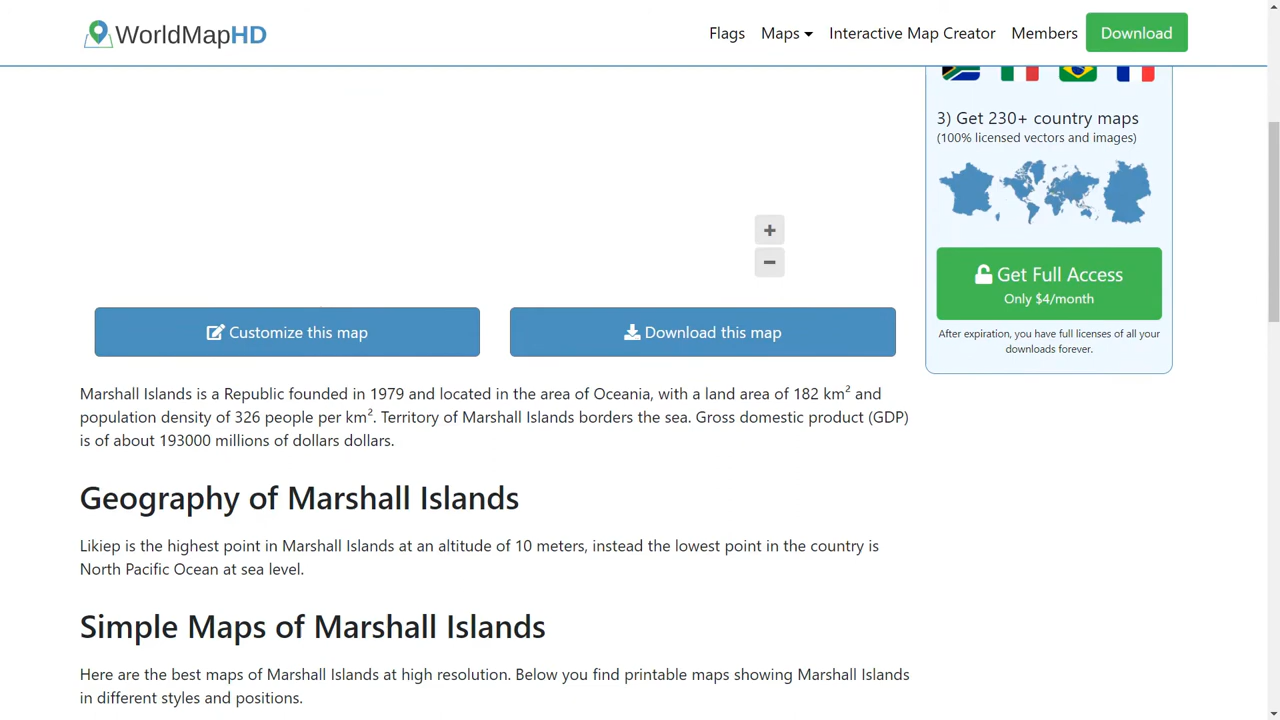 WorldMapHD
Flags Maps Interactive Map Creator Members Download
3) Get 230+ country maps
(100% licensed vectors and images)
+
−
Get Full Access
Only $4/month
Customize this map
Download this map
After expiration, you have full licenses of all your
downloads forever.
Marshall Islands is a Republic founded in 1979 and located in the area of Oceania, with a land area of 182 km² and
population density of 326 people per km². Territory of Marshall Islands borders the sea. Gross domestic product (GDP)
is of about 193000 millions of dollars dollars.
Geography of Marshall Islands
Likiep is the highest point in Marshall Islands at an altitude of 10 meters, instead the lowest point in the country is
North Pacific Ocean at sea level.
Simple Maps of Marshall Islands
Here are the best maps of Marshall Islands at high resolution. Below you find printable maps showing Marshall Islands
in different styles and positions.